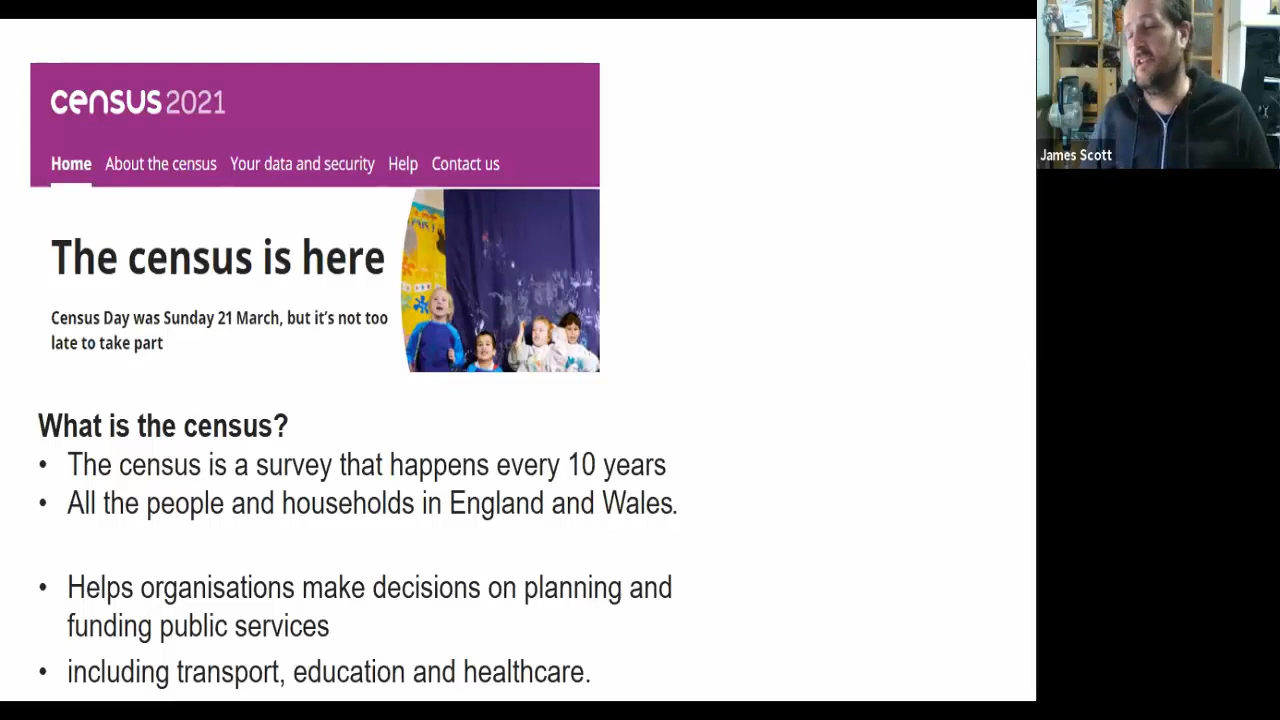 census 2021
Home About the census Your data and security Help Contact us
The census is here
Census Day was Sunday 21 March, but it's not too
late to take part
What is the census?
• The census is a survey that happens every 10 years
• All the people and households in England and Wales.
• Helps organisations make decisions on planning and
funding public services
• including transport, education and healthcare.
James Scott